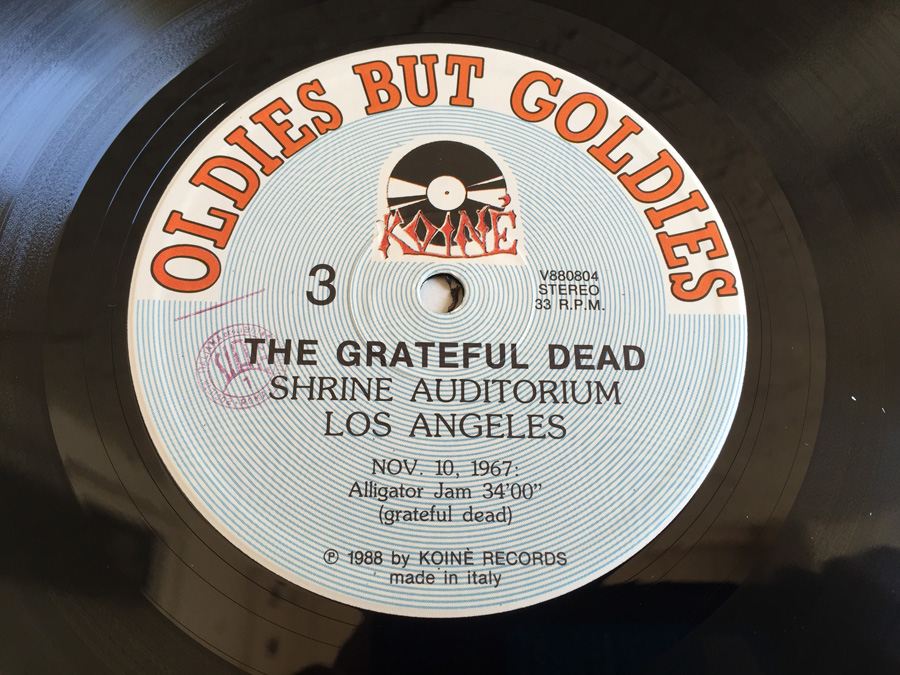 OLDIES BUT GOLDIES
KOINÈ
3
V880804
STEREO
33 R.P.M.
THE GRATEFUL DEAD
SHRINE AUDITORIUM
LOS ANGELES
NOV. 10, 1967:
Alligator Jam 34'00"
(grateful dead)
℗ 1988 by KOINÈ RECORDS
made in italy